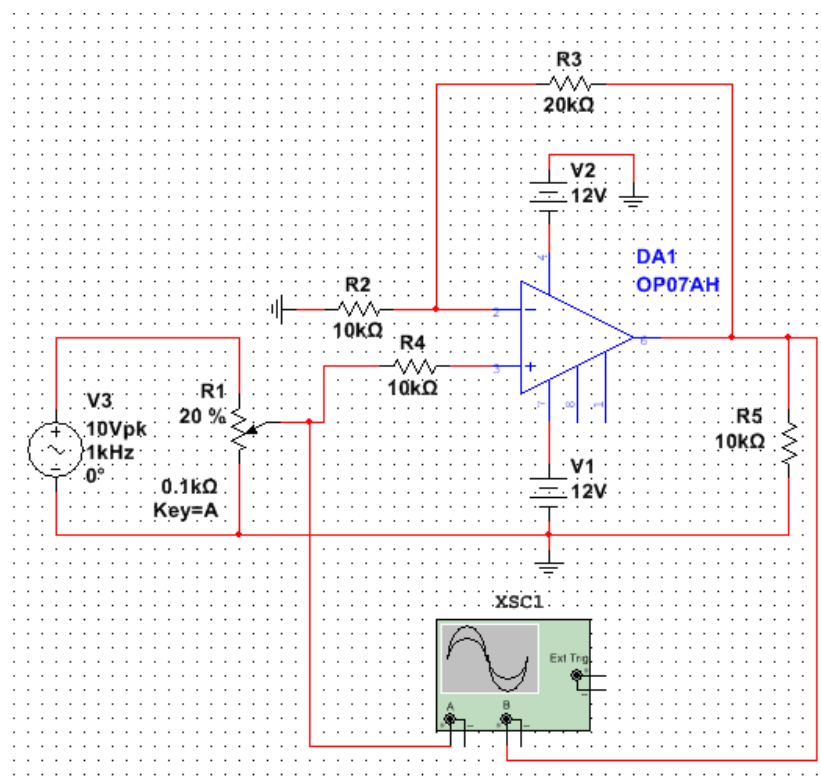 R3
20kΩ
V2
12V
DA1
OP07AH
4
R2
10kΩ
2
R4
10kΩ
3
6
7
8
1
V3
10Vpk
1kHz
0°
R1
20 %
0.1kΩ
Key=A
R5
10kΩ
V1
12V
XSC1
Ext Trig
A
B